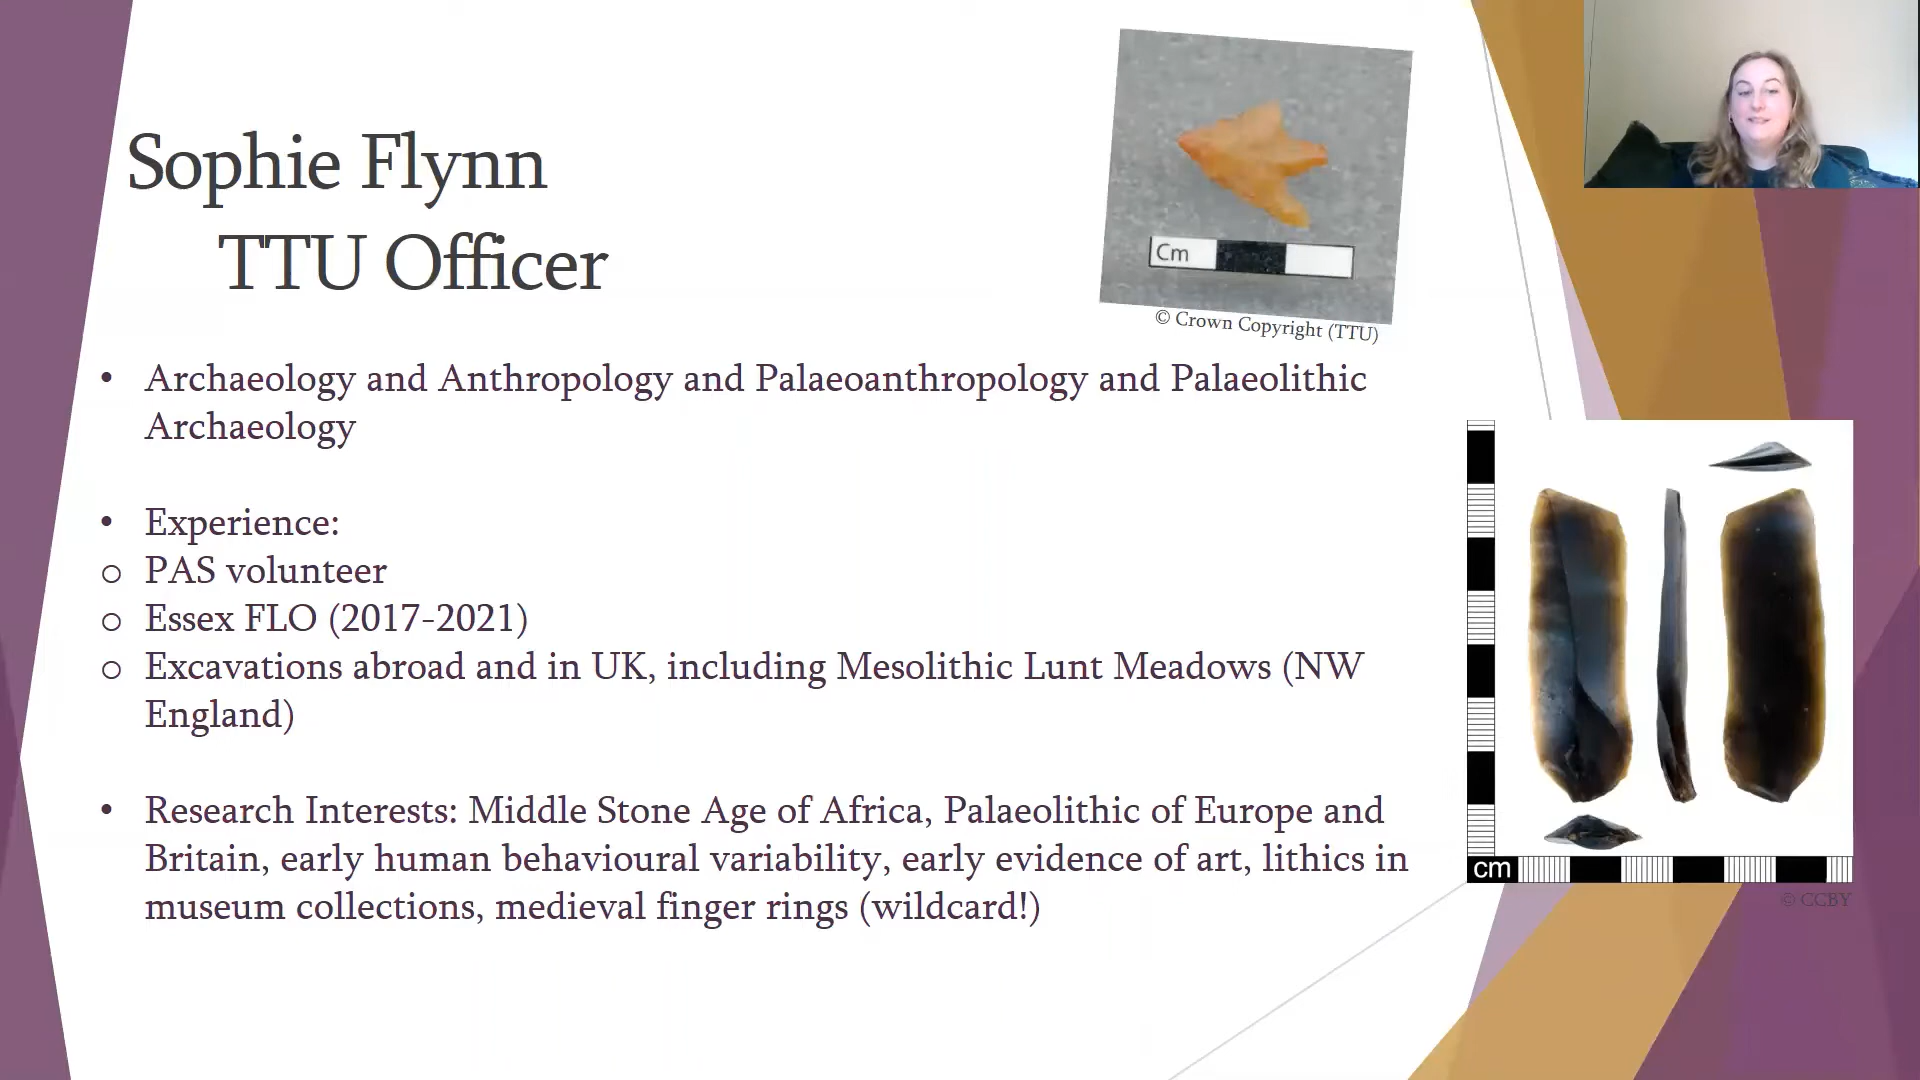 Sophie Flynn
TTU Officer
Cm
© Crown Copyright (TTU)
• Archaeology and Anthropology and Palaeoanthropology and Palaeolithic
Archaeology
• Experience:
o PAS volunteer
o Essex FLO (2017-2021)
o Excavations abroad and in UK, including Mesolithic Lunt Meadows (NW
England)
• Research Interests: Middle Stone Age of Africa, Palaeolithic of Europe and
Britain, early human behavioural variability, early evidence of art, lithics in
museum collections, medieval finger rings (wildcard!)
cm
© CCBY